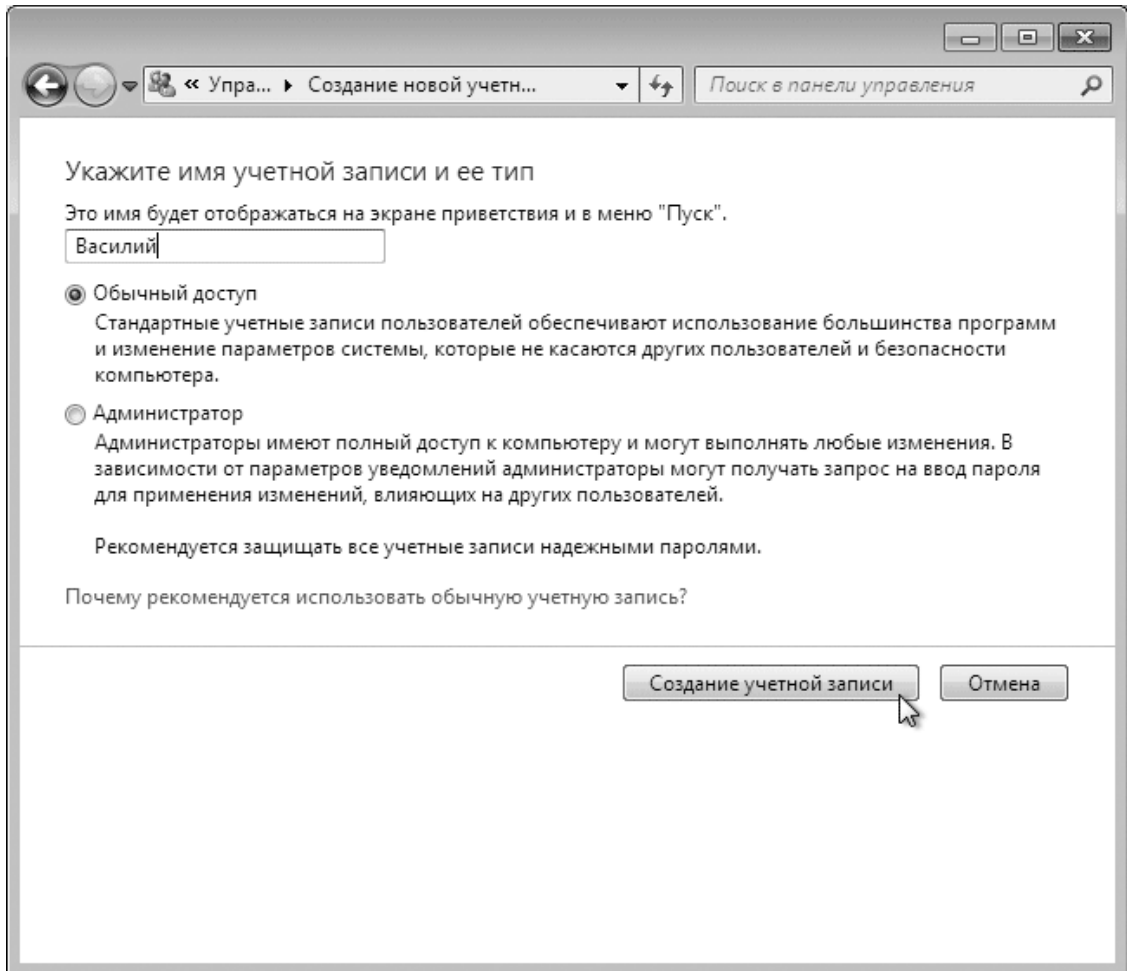 « Упра... Создание новой учетн... Поиск в панели управления
Укажите имя учетной записи и ее тип
Это имя будет отображаться на экране приветствия и в меню "Пуск".
Василий
Обычный доступ
Стандартные учетные записи пользователей обеспечивают использование большинства программ
и изменение параметров системы, которые не касаются других пользователей и безопасности
компьютера.
Администратор
Администраторы имеют полный доступ к компьютеру и могут выполнять любые изменения. В
зависимости от параметров уведомлений администраторы могут получать запрос на ввод пароля
для применения изменений, влияющих на других пользователей.
Рекомендуется защищать все учетные записи надежными паролями.
Почему рекомендуется использовать обычную учетную запись?
Создание учетной записи Отмена